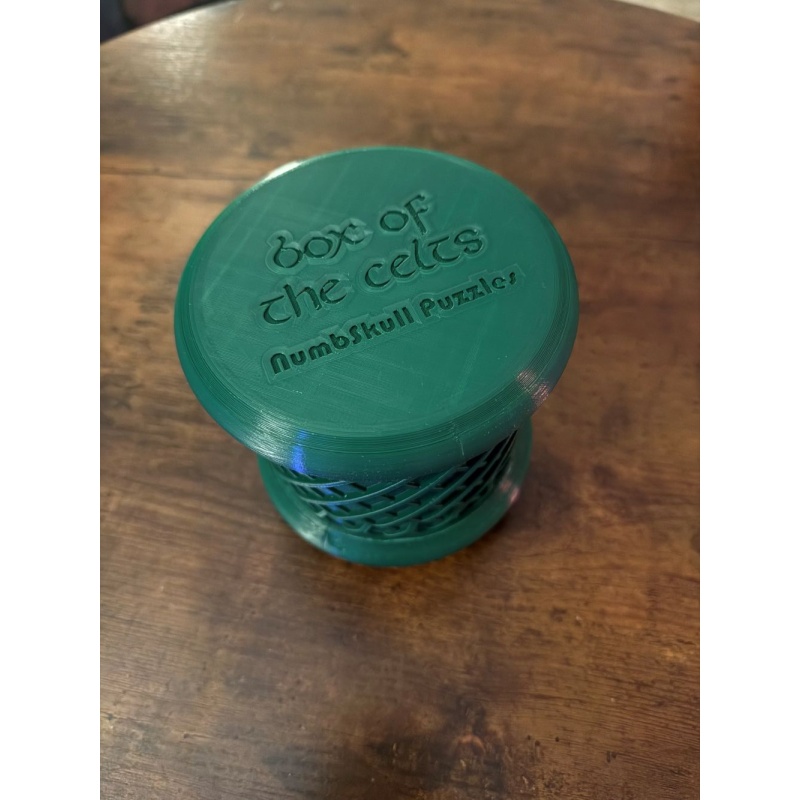 box of
the celts
NumbSkull Puzzles